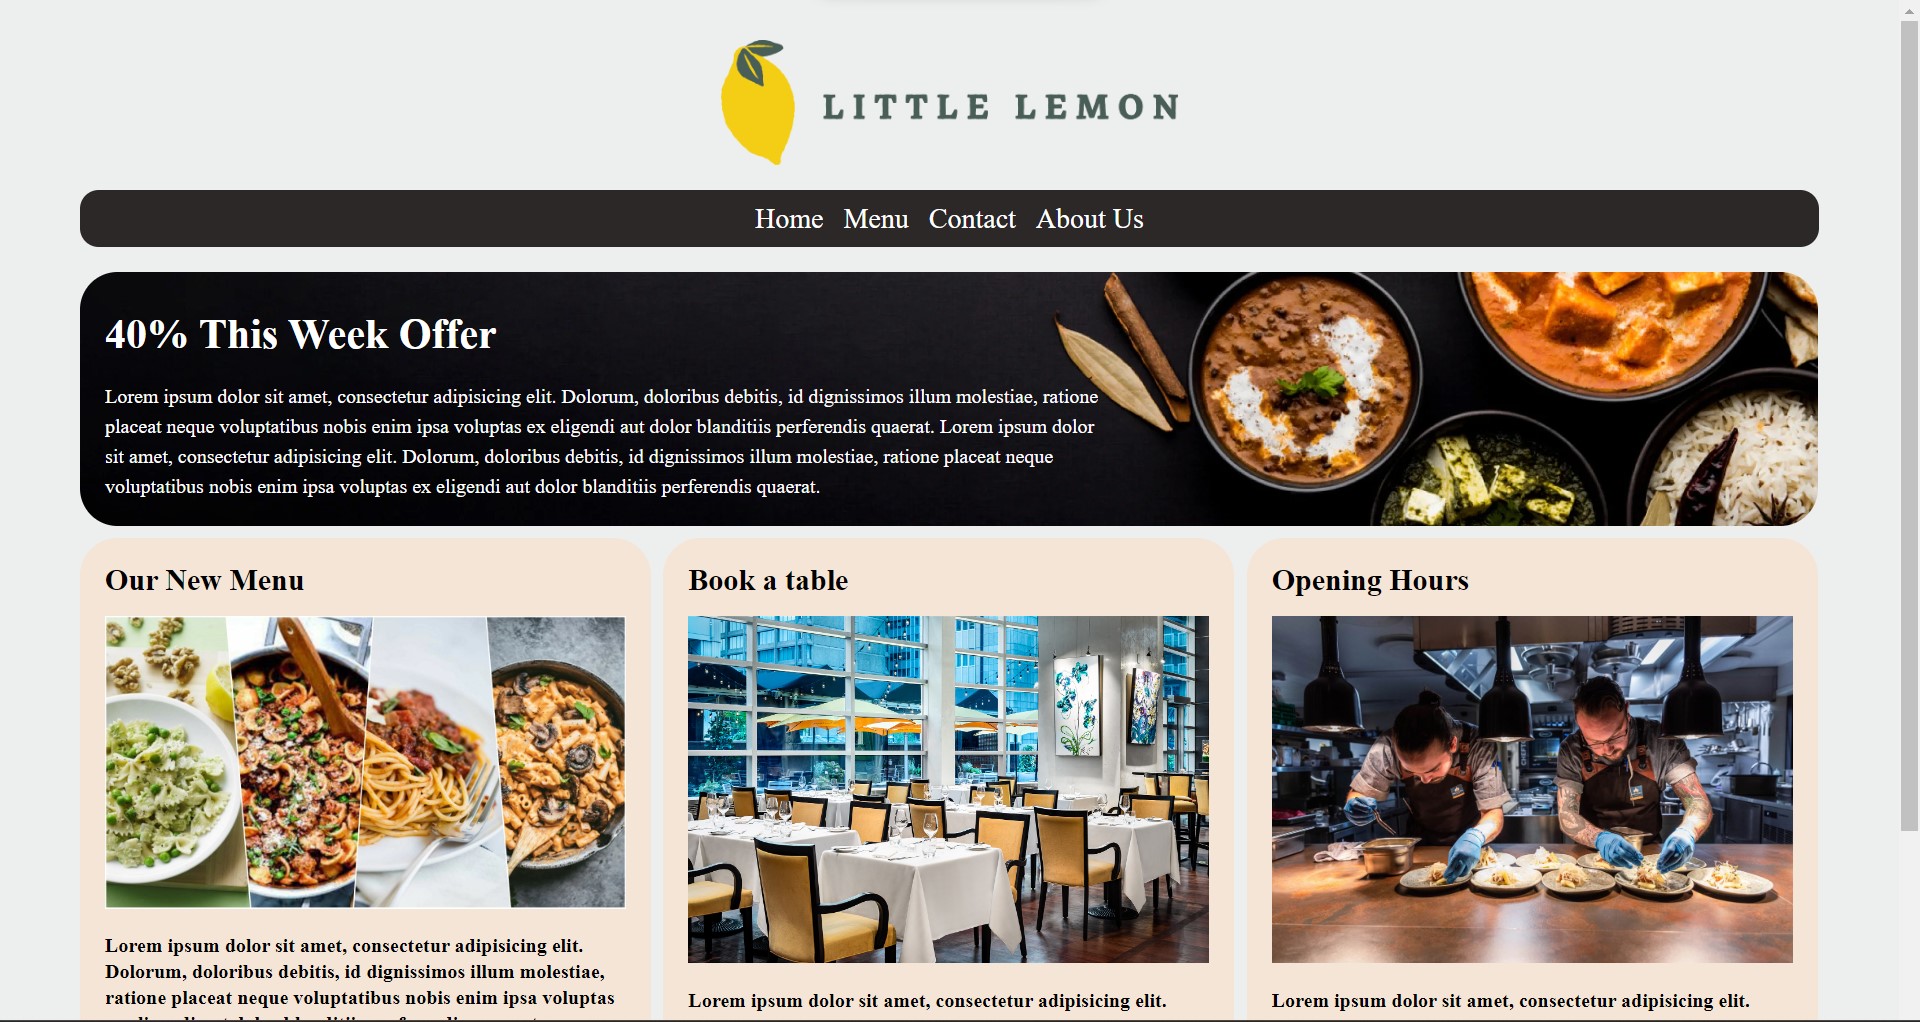 LITTLE LEMON
Home Menu Contact About Us
40% This Week Offer
Lorem ipsum dolor sit amet, consectetur adipisicing elit. Dolorum, doloribus debitis, id dignissimos illum molestiae, ratione
placeat neque voluptatibus nobis enim ipsa voluptas ex eligendi aut dolor blanditiis perferendis quaerat. Lorem ipsum dolor
sit amet, consectetur adipisicing elit. Dolorum, doloribus debitis, id dignissimos illum molestiae, ratione placeat neque
voluptatibus nobis enim ipsa voluptas ex eligendi aut dolor blanditiis perferendis quaerat.
Our New Menu
Lorem ipsum dolor sit amet, consectetur adipisicing elit.
Dolorum, doloribus debitis, id dignissimos illum molestiae,
ratione placeat neque voluptatibus nobis enim ipsa voluptas
Book a table
Lorem ipsum dolor sit amet, consectetur adipisicing elit.
Opening Hours
Lorem ipsum dolor sit amet, consectetur adipisicing elit.